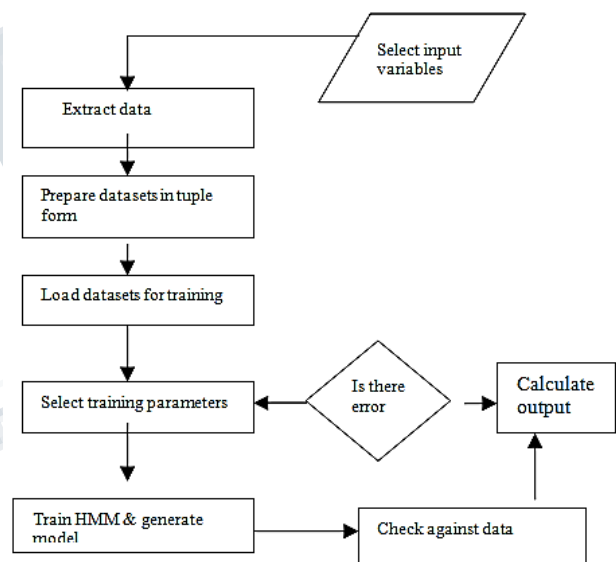 Select input
variables
Extract data
Prepare datasets in tuple
form
Load datasets for training
Select training parameters
Is there
error
Calculate
output
Train HMM & generate
model
Check against data